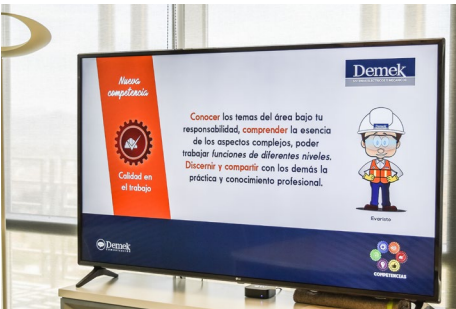 Nueva
competencia
Calidad en
el trabajo
Conocer los temas del área bajo tu
responsabilidad, comprender la esencia
de los aspectos complejos, poder
trabajar funciones de diferentes niveles.
Discernir y compartir con los demás la
práctica y conocimiento profesional.
Demek
Evaristo
Demek
COMPETENCIAS
LG